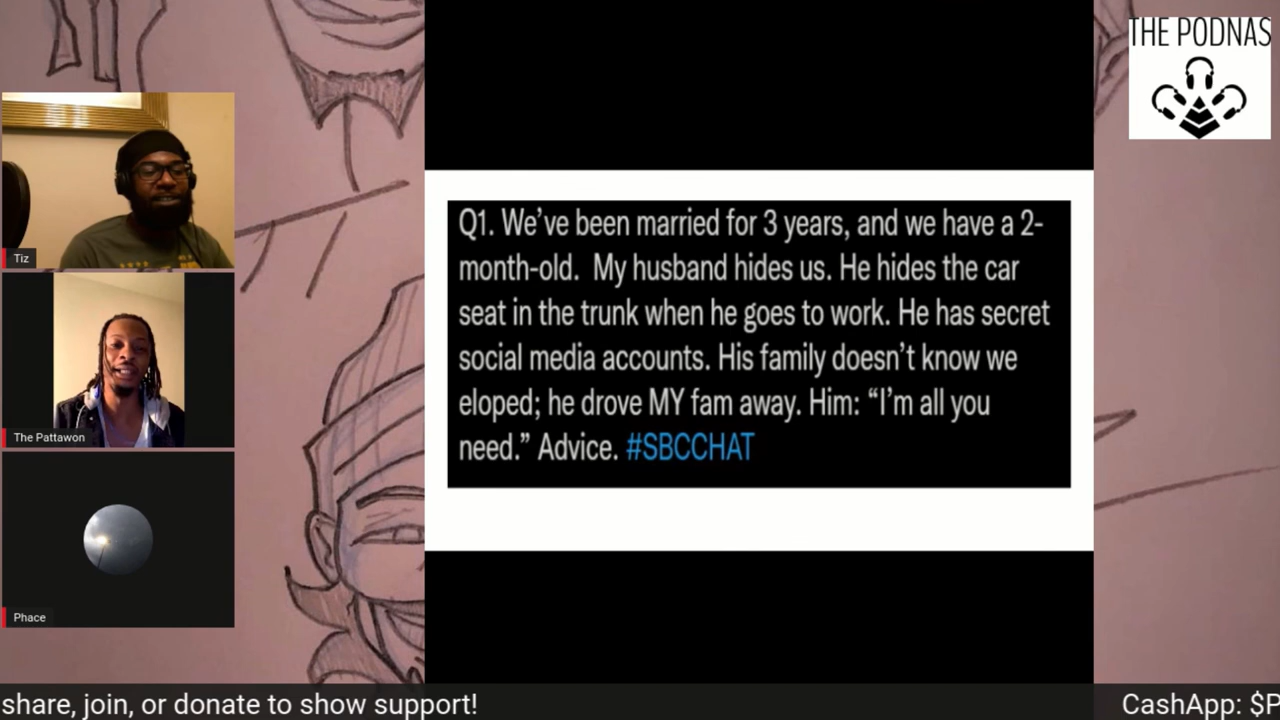 THE PODNAS
Tiz
The Pattawon
Phace
Q1. We've been married for 3 years, and we have a 2-
month-old.  My husband hides us. He hides the car
seat in the trunk when he goes to work. He has secret
social media accounts. His family doesn't know we
eloped; he drove MY fam away. Him: “I'm all you
need.” Advice. #SBCCHAT
share, join, or donate to show support!
CashApp: $P